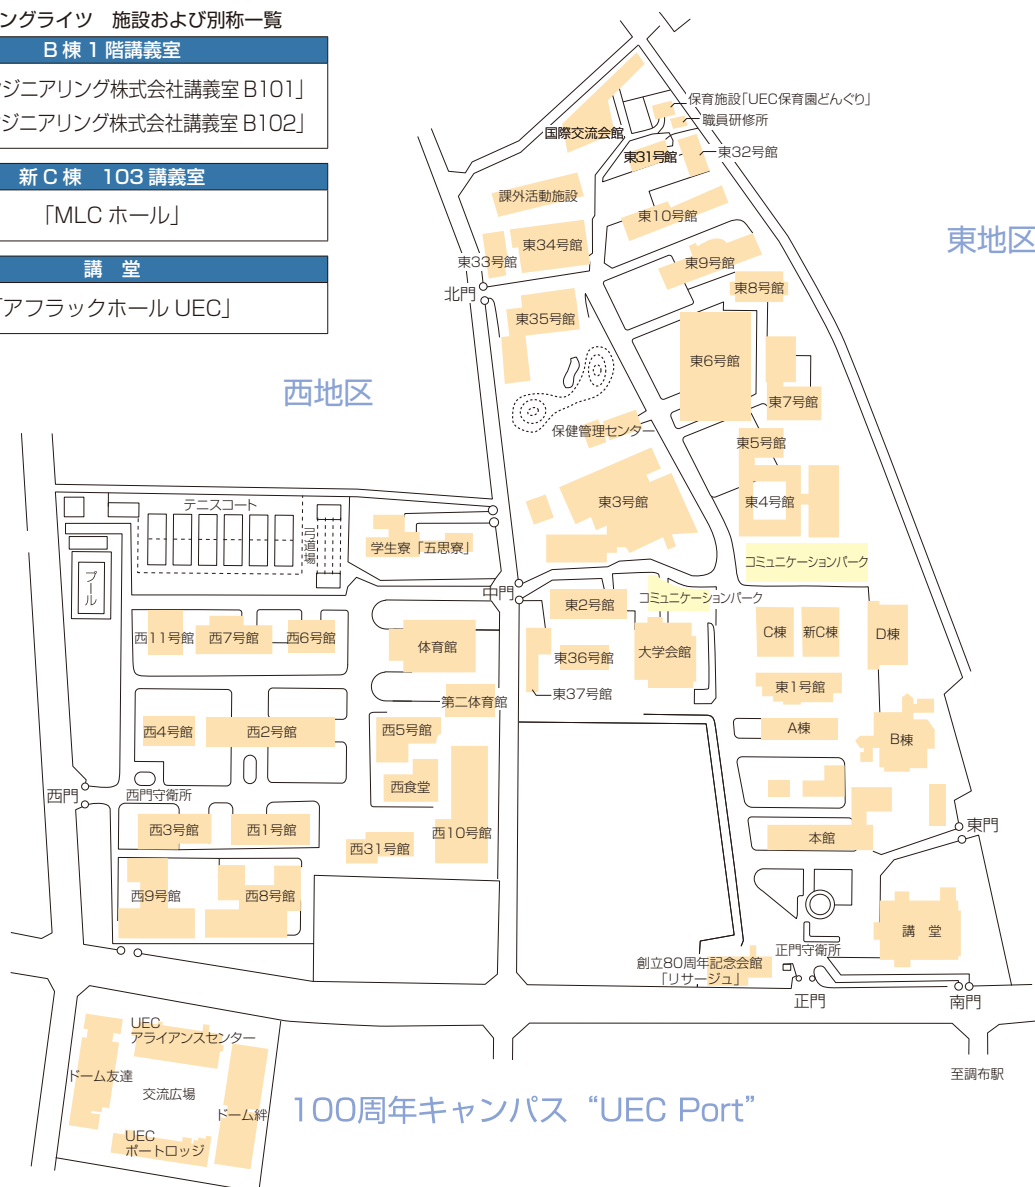 ングライツ 施設および別称一覧
B棟1階講義室
ジニアリング株式会社講義室B101」
ジニアリング株式会社講義室B102」
新C棟 103講義室
「MLCホール」
講 堂
「アフラックホールUEC」
保育施設「UEC保育園どんぐり」
職員研修所
国際交流会館
東31号館
東32号館
課外活動施設
東10号館
東地区
東34号館
東33号館
東9号館
北門
東8号館
東35号館
東6号館
西地区
東7号館
保健管理センター
東5号館
テニスコート
東3号館
東4号館
弓道場
学生寮「五思寮」
コミュニケーションパーク
プール
中門
東2号館
コミュニケーションパーク
西11号館
西7号館
西6号館
体育館
東36号館
大学会館
C棟
新C棟
D棟
東37号館
東1号館
第二体育館
西4号館
西2号館
西5号館
A棟
B棟
西食堂
西門
西門守衛所
西3号館
西1号館
西10号館
西31号館
本館
東門
西9号館
西8号館
講 堂
正門守衛所
創立80周年記念会館
「リサージュ」
正門
南門
UEC
アライアンスセンター
ドーム友達
交流広場
ドーム絆
UEC
ポートロッジ
至調布駅
100周年キャンパス “UEC Port”